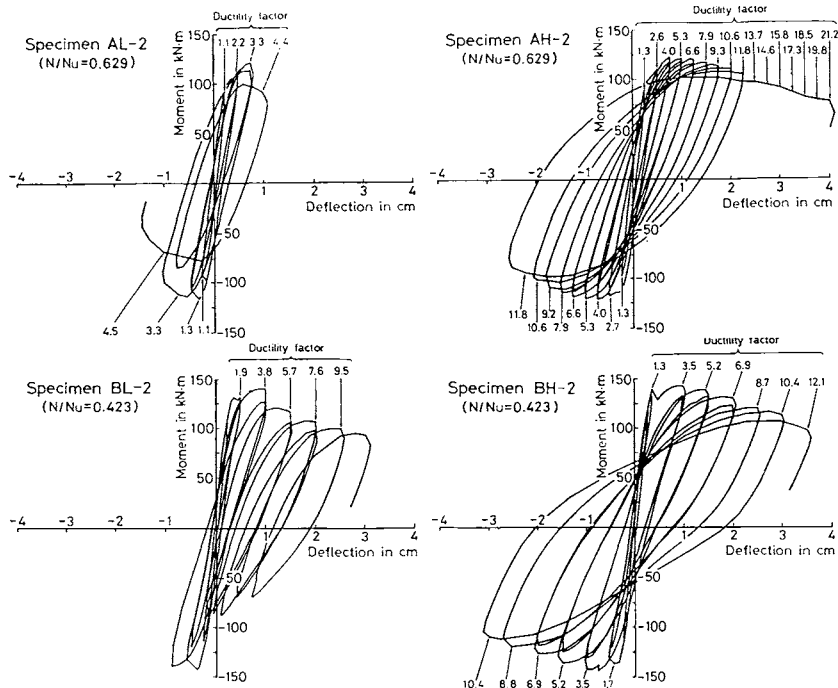 Ductility factor
1.1 2.2 3.3 4.4
Specimen AL-2
(N/Nu=0.629)
Moment in kN·m
150
100
50
-4 -3 -2 -1 1 2 3 4
Deflection in cm
-50
-100
-150
4.5 3.3 1.3 1.1
Ductility factor
2.6 5.3 7.9 10.6 13.7 15.8 18.5 21.2
1.3 4.0 6.6 9.3 11.8 14.6 17.3 19.8
Specimen AH-2
(N/Nu=0.629)
Moment in kN·m
150
100
50
-4 -3 -2 -1 1 2 3 4
Deflection in cm
50
-100
-150
11.8 9.2 6.6 4.0 1.3
10.6 7.9 5.3 2.7
Ductility factor
1.9 3.8 5.7 7.6 9.5
Specimen BL-2
(N/Nu=0.423)
Moment in kN·m
150
100
50
-4 -3 -2 -1 1 2 3 4
Deflection in cm
50
-100
-150
Ductility factor
1.3 3.5 5.2 6.9
8.7 10.4 12.1
Specimen BH-2
(N/Nu=0.423)
Moment in kN·m
150
100
50
-4 -3 -2 -1 1 2 3 4
Deflection in cm
50
-100
-150
10.4 8.8 6.9 5.2 3.5 1.7